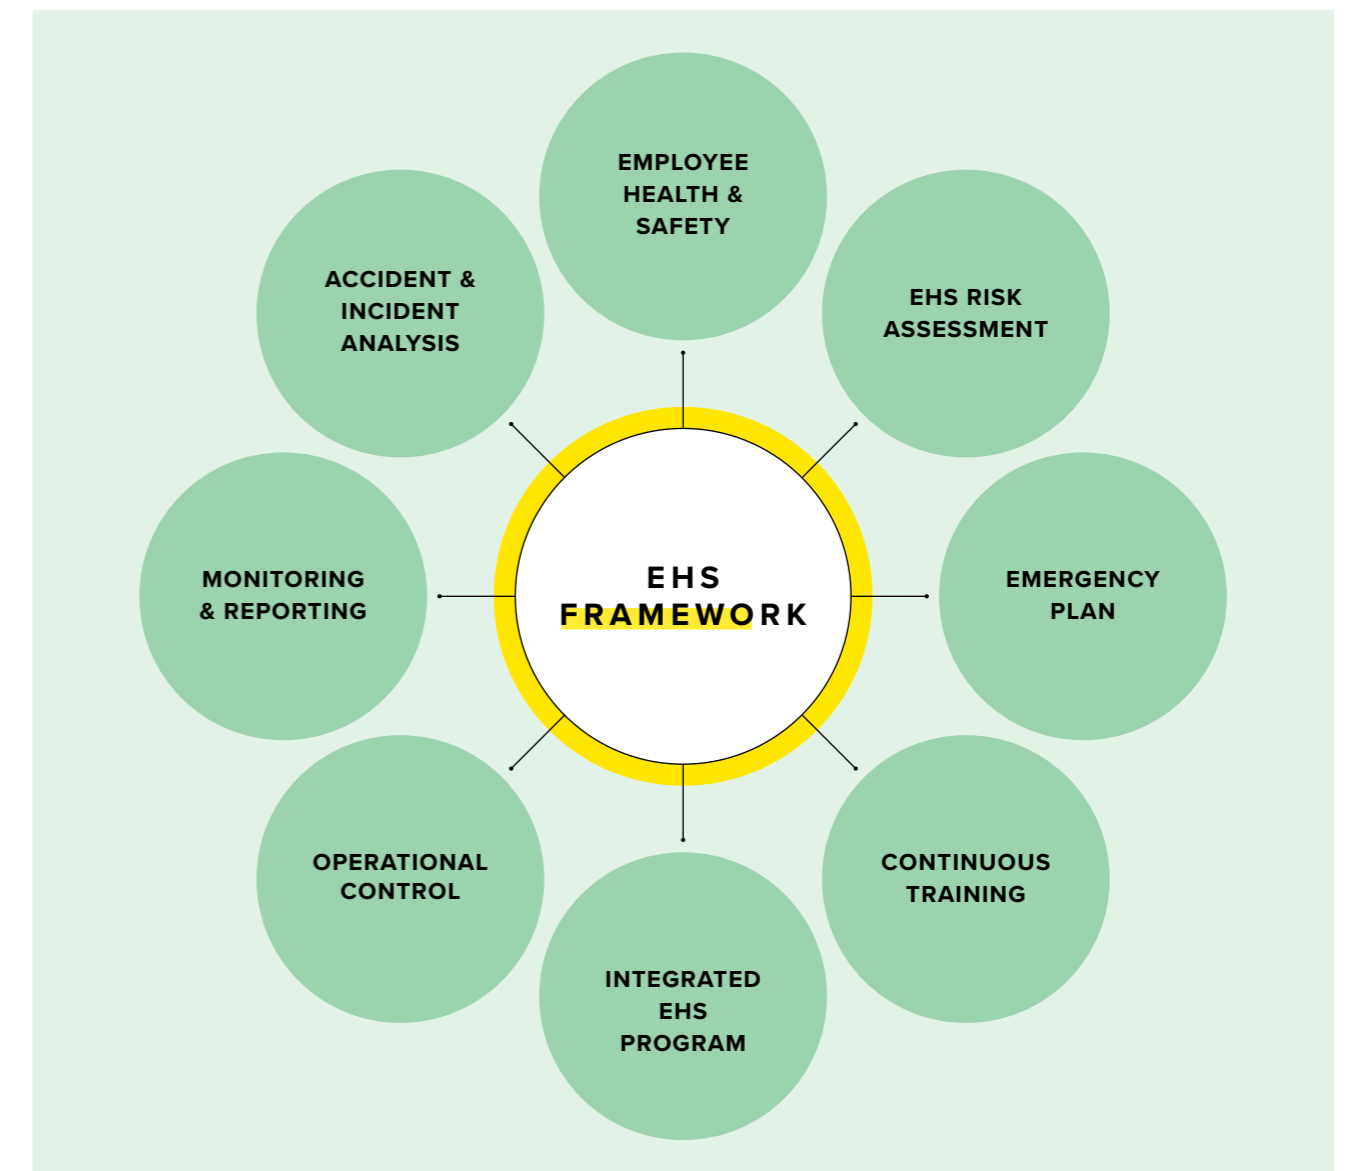 EMPLOYEE
HEALTH &
SAFETY
ACCIDENT &
INCIDENT
ANALYSIS
EHS RISK
ASSESSMENT
MONITORING
& REPORTING
EHS
FRAMEWORK
EMERGENCY
PLAN
OPERATIONAL
CONTROL
CONTINUOUS
TRAINING
INTEGRATED
EHS
PROGRAM